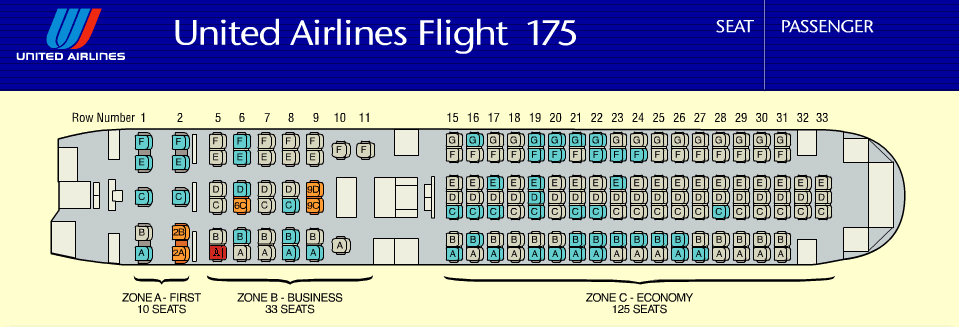 UNITED AIRLINES
United Airlines Flight 175
SEAT PASSENGER
Row Number 1 2 5 6 7 8 9 10 11 15 16 17 18 19 20 21 22 23 24 25 26 27 28 29 30 31 32 33
F F F F F F F G G G G G G G G G G G G G G G G G
E E E E E E E F F F F F F F F F F F F F F F F F F F
E E E E E E E E E E E E E E E E E E E
C C D D D D 9D D D D D D D D D D D D D D D D D D D D
C 6C C C 9C C C C C C C C C C C C C C C C C C C C
B 2B B B B B B B B B B B B B B B B B B B B B B B
A 2A A A A A A A A A A A A A A A A A A A A A A A A
ZONE A - FIRST ZONE B - BUSINESS ZONE C - ECONOMY
10 SEATS 33 SEATS 125 SEATS